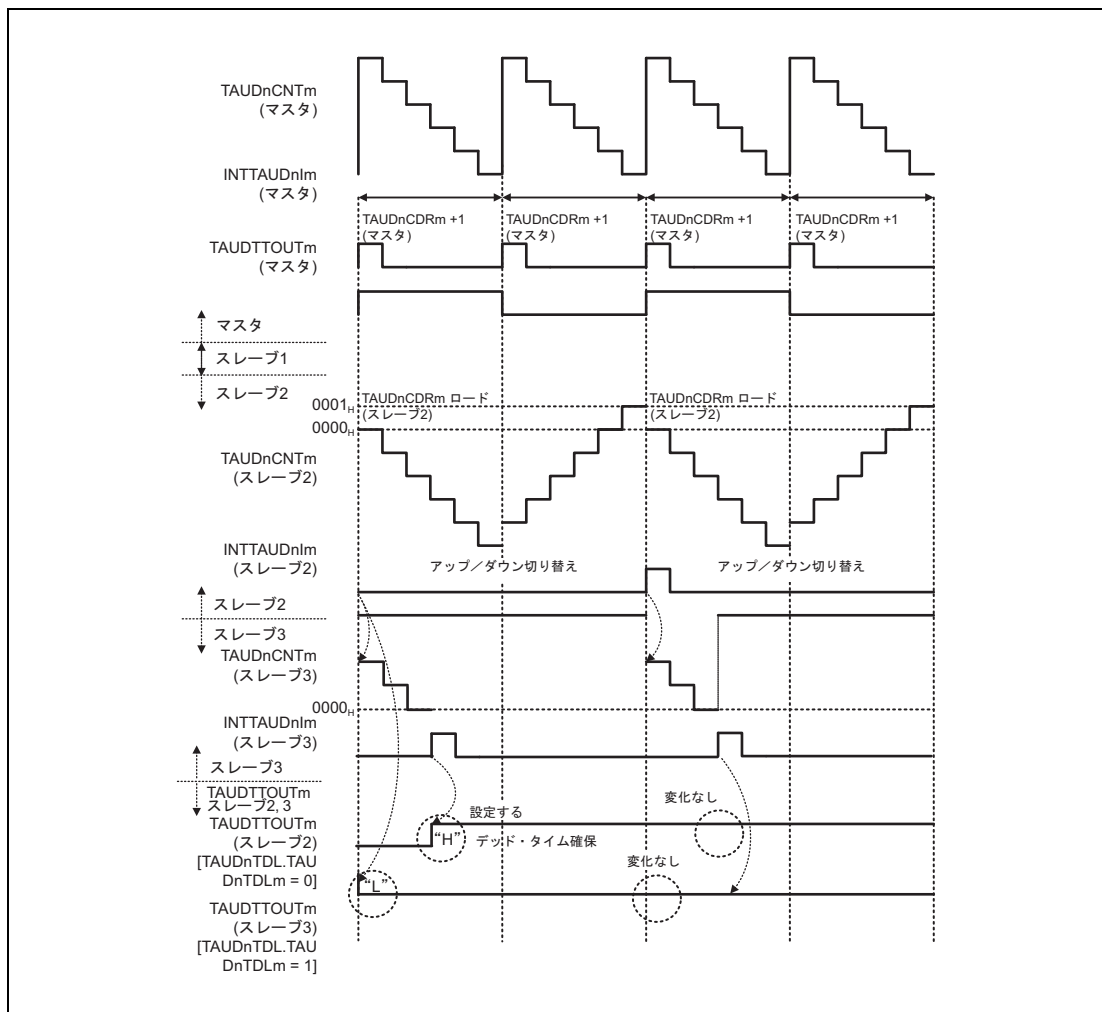 TAUDnCNTm
(マスタ)
INTTAUDnIm
(マスタ)
TAUDnCDRm +1
(マスタ)
TAUDnCDRm +1
(マスタ)
TAUDnCDRm +1
(マスタ)
TAUDnCDRm +1
(マスタ)
TAUDTTOUTm
(マスタ)
マスタ
スレーブ1
スレーブ2
TAUDnCDRm ロード
(スレーブ2)
TAUDnCDRm ロード
(スレーブ2)
0001H
0000H
TAUDnCNTm
(スレーブ2)
INTTAUDnIm
(スレーブ2)
アップ／ダウン切り替え
アップ／ダウン切り替え
スレーブ2
スレーブ3
TAUDnCNTm
(スレーブ3)
0000H
INTTAUDnIm
(スレーブ3)
スレーブ3
TAUDTTOUTm
スレーブ2, 3
TAUDTTOUTm
(スレーブ2)
[TAUDnTDL.TAU
DnTDLm = 0]
設定する
"H"
デッド・タイム確保
変化なし
変化なし
"L"
TAUDTTOUTm
(スレーブ3)
[TAUDnTDL.TAU
DnTDLm = 1]